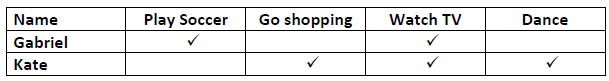 Name Play Soccer Go shopping Watch TV Dance
Gabriel ✓ ✓
Kate ✓ ✓ ✓